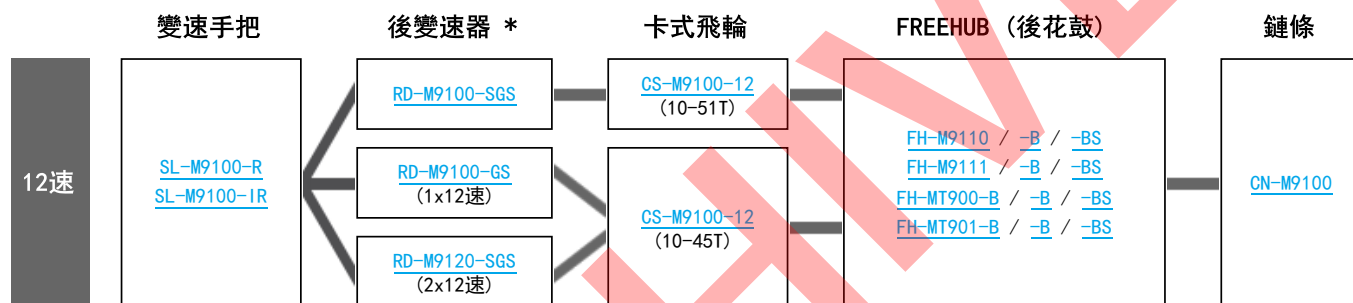 變速手把 後變速器 * 卡式飛輪 FREEHUB (後花鼓) 鏈條
12速
SL-M9100-R
SL-M9100-IR
RD-M9100-SGS
RD-M9100-GS
(1x12速)
RD-M9120-SGS
(2x12速)
CS-M9100-12
(10-51T)
CS-M9100-12
(10-45T)
FH-M9110 / -B / -BS
FH-M9111 / -B / -BS
FH-MT900-B / -B / -BS
FH-MT901-B / -B / -BS
CN-M9100